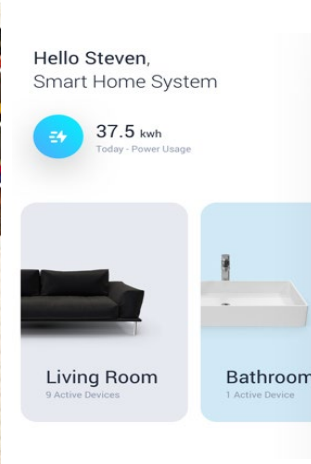 Hello Steven,
Smart Home System
37.5 kwh
Today - Power Usage
Living Room
9 Active Devices
Bathroom
1 Active Device